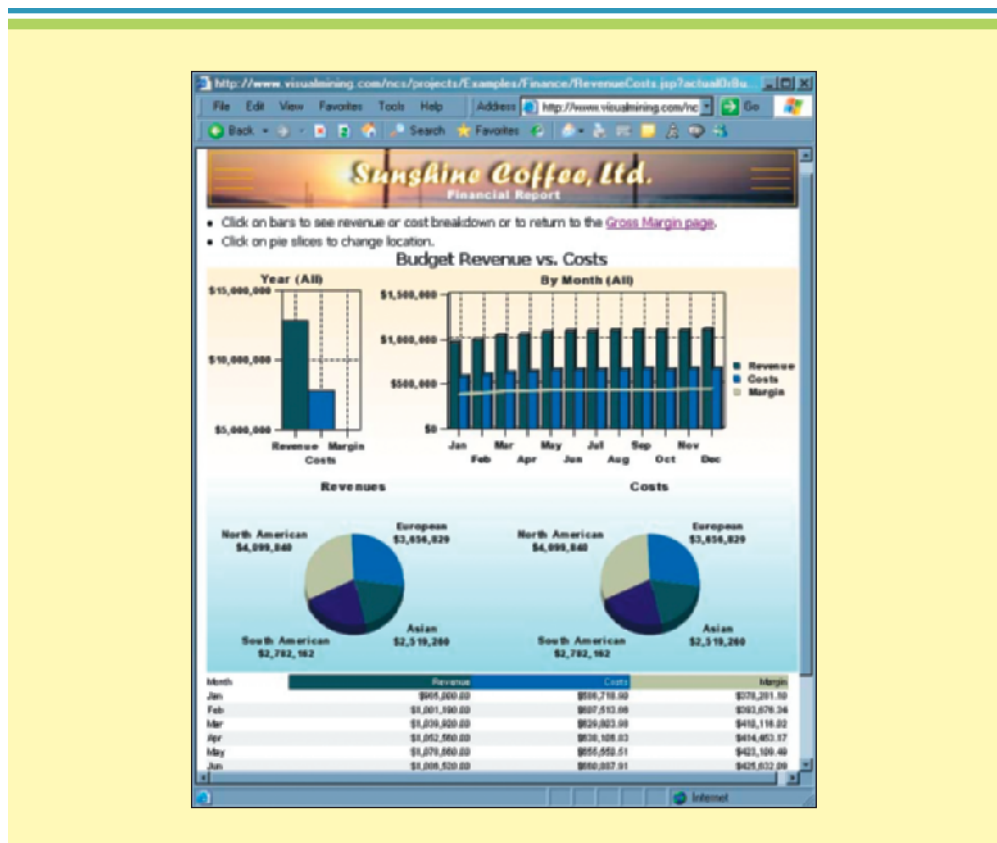 http://www.visualmining.com/ncs/projects/Examples/Finance/RevenueCosts.jsp?actualOrBu...
File Edit View Favorites Tools Help Address http://www.visualmining.com/nc Go
Back Search Favorites
Sunshine Coffee, Ltd.
Financial Report
• Click on bars to see revenue or cost breakdown or to return to the Gross Margin page.
• Click on pie slices to change location.
Budget Revenue vs. Costs
Year (All)
$15,000,000
$10,000,000
$5,000,000
Revenue Margin
Costs
By Month (All)
$1,500,000
$1,000,000
$500,000
$0
Jan Mar May Jul Sep Nov
Feb Apr Jun Aug Oct Dec
Revenue
Costs
Margin
Revenues
North American
$4,099,840
European
$3,656,829
South American
$2,782,162
Asian
$2,519,260
Costs
North American
$4,099,840
European
$3,656,829
South American
$2,782,162
Asian
$2,519,260
Month Revenue Costs Margin
Jan
Feb
Mar
Apr
May
Jun
Internet